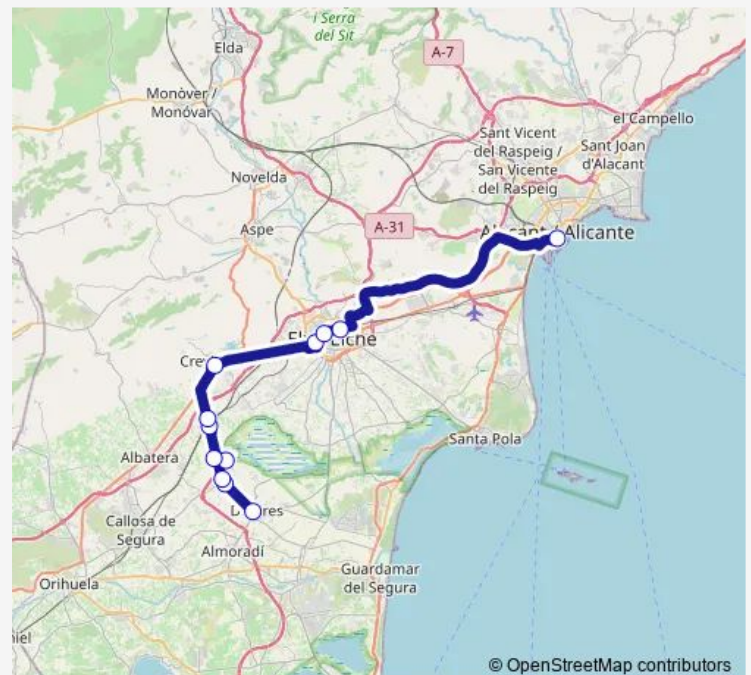 i Serra
del Sit
Elda
A-7
Monòver /
Monóvar
el Campello
Sant Vicent
del Raspeig /
San Vicente
del Raspeig
Sant Joan
d'Alacant
Novelda
Aspe
A-31
/ Alicante
Elche
Santa Pola
Albatera
Callosa de
Segura
Almoradí
Guardamar
del Segura
Orihuela
© OpenStreetMap contributors